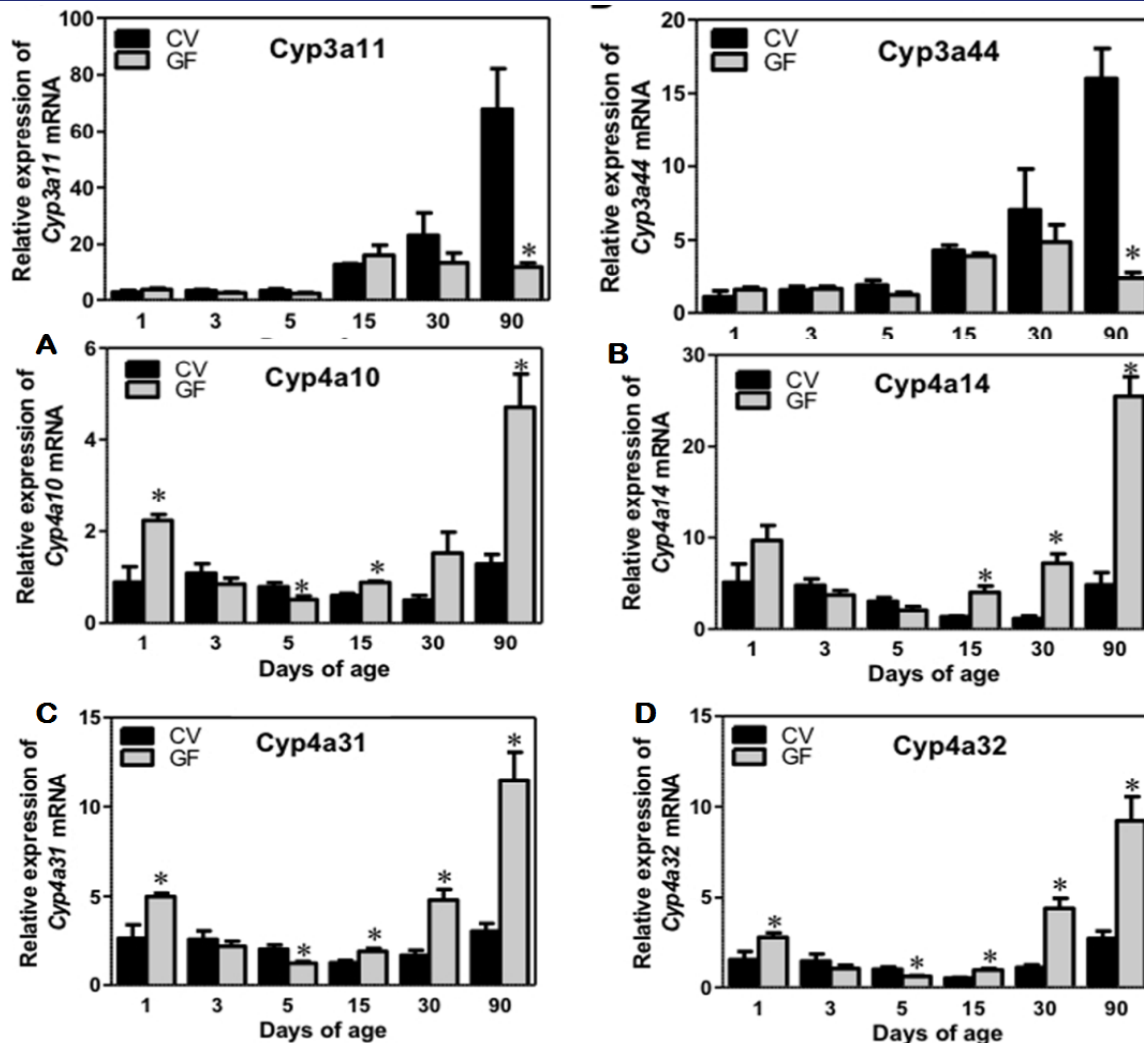 Relative expression of
Cyp3a11 mRNA
100
80
60
40
20
0
CV
GF
Cyp3a11
*
1 3 5 15 30 90
Relative expression of
Cyp3a44 mRNA
20
15
10
5
0
CV
GF
Cyp3a44
*
1 3 5 15 30 90
A
Relative expression of
Cyp4a10 mRNA
6
4
2
0
CV
GF
Cyp4a10
* * * *
1 3 5 15 30 90
Days of age
B
Relative expression of
Cyp4a14 mRNA
30
20
10
0
CV
GF
Cyp4a14
* * *
1 3 5 15 30 90
Days of age
C
Relative expression of
Cyp4a31 mRNA
15
10
5
0
CV
GF
Cyp4a31
* * * * *
1 3 5 15 30 90
Days of age
D
Relative expression of
Cyp4a32 mRNA
15
10
5
0
CV
GF
Cyp4a32
* * * * *
1 3 5 15 30 90
Days of age